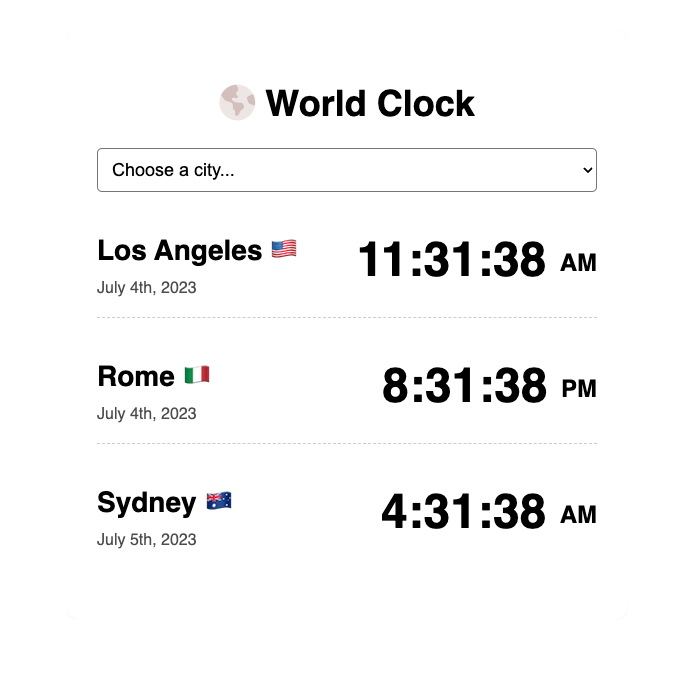 World Clock
Choose a city...
Los Angeles
11:31:38 AM
July 4th, 2023
Rome
8:31:38 PM
July 4th, 2023
Sydney
4:31:38 AM
July 5th, 2023